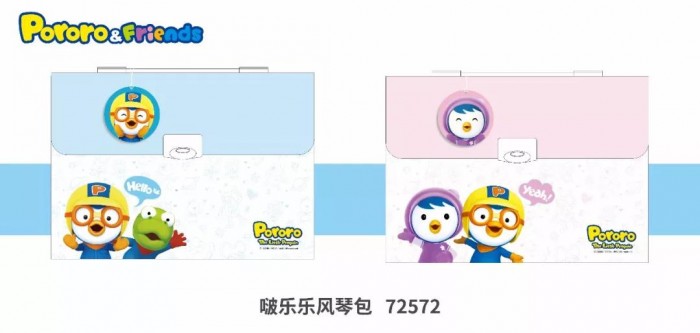 Pororo&Friends
Hello
Yeah!
P
P
P
Pororo
The Little Penguin
Pororo
The Little Penguin
啵乐乐风琴包 72572